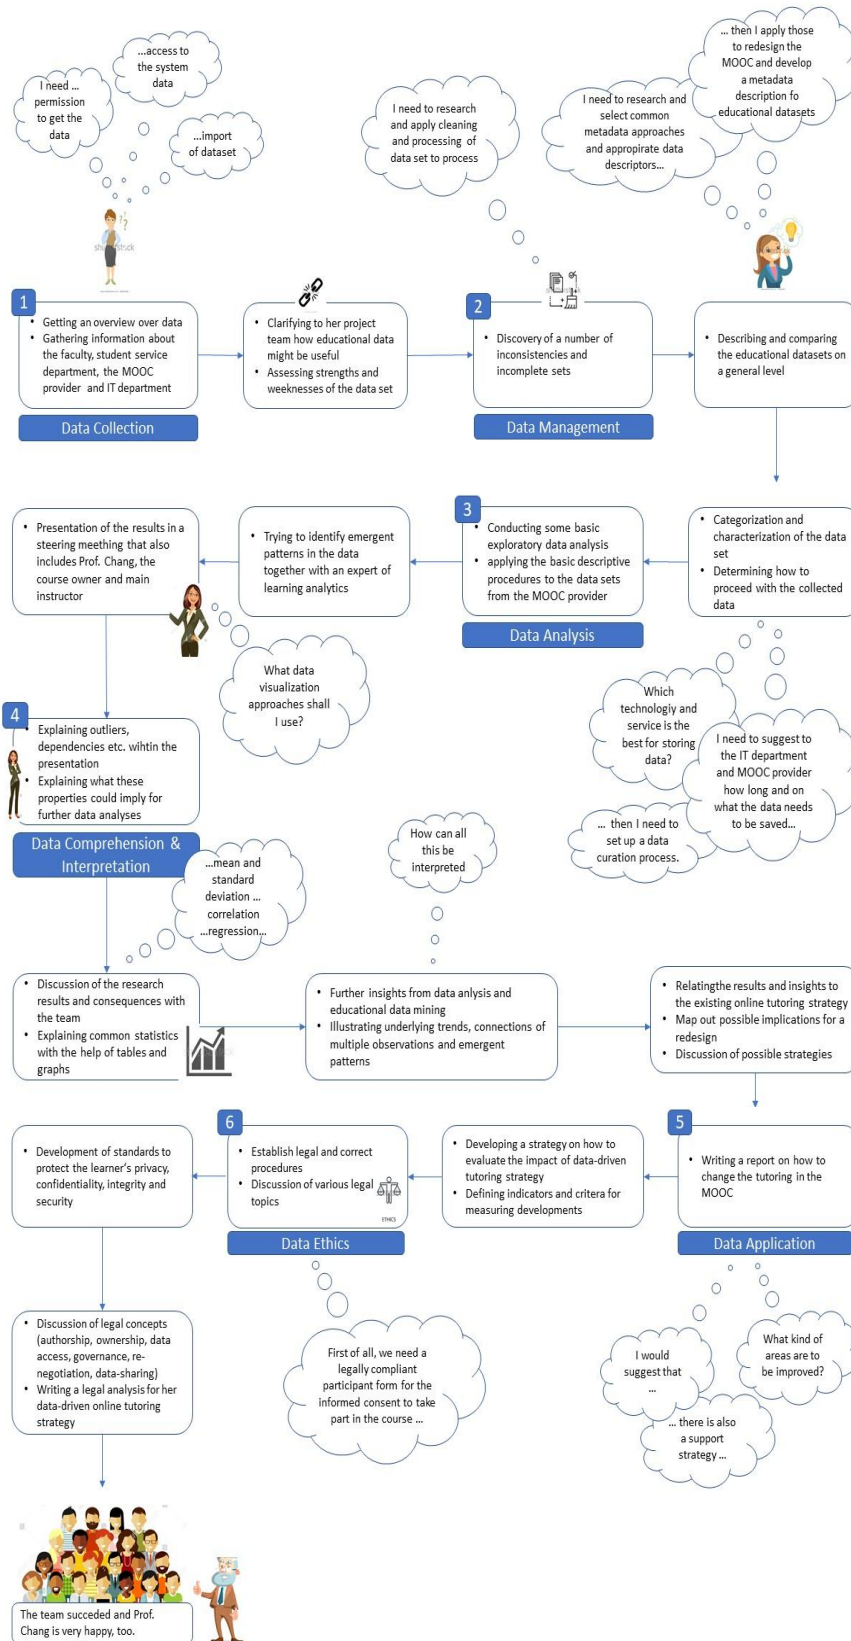 ...access to
the system
data
I need ...
permission
to get the
data
...import
of dataset
I need to research
and apply cleaning
and processing of
data set to process
I need to research and
select common
metadata approaches
and appropirate data
descriptors...
... then I apply those
to redesign the
MOOC and develop
a metadata
description fo
educational datasets
1
• Getting an overview over data
• Gathering information about
the faculty, student service
department, the MOOC
provider and IT department
Data Collection
• Clarifying to her project
team how educational data
might be useful
• Assessing strengths and
weeknesses of the data set
2
• Discovery of a number of
inconsistencies and
incomplete sets
Data Management
• Describing and comparing
the educational datasets on
a general level
• Categorization and
characterization of the data
set
• Determining how to
proceed with the collected
data
3
• Conducting some basic
exploratory data analysis
• applying the basic descriptive
procedures to the data sets
from the MOOC provider
Data Analysis
• Trying to identify emergent
patterns in the data
together with an expert of
learning analytics
• Presentation of the results in a
steering meething that also
includes Prof. Chang, the
course owner and main
instructor
What data
visualization
approaches shall
I use?
Which
technologiy and
service is the
best for storing
data?
I need to suggest to
the IT department
and MOOC provider
how long and on
what the data needs
to be saved...
... then I need to
set up a data
curation process.
4
• Explaining outliers,
dependencies etc. wihtin the
presentation
• Explaining what these
properties could imply for
further data analyses
Data Comprehension &
Interpretation
...mean and
standard
deviation ...
correlation
...regression...
How can all
this be
interpreted
• Discussion of the research
results and consequences with
the team
• Explaining common statistics
with the help of tables and
graphs
• Further insights from data anlysis and
educational data mining
• Illustrating underlying trends, connections of
multiple observations and emergent
patterns
• Relatingthe results and insights to
the existing online tutoring strategy
• Map out possible implications for a
redesign
• Discussion of possible strategies
5
• Writing a report on how to
change the tutoring in the
MOOC
Data Application
• Developing a strategy on how to
evaluate the impact of data-driven
tutoring strategy
• Defining indicators and critera for
measuring developments
6
• Establish legal and correct
procedures
• Discussion of various legal
topics
ETHICS
Data Ethics
• Development of standards to
protect the learner's privacy,
confidentiality, integrity and
security
• Discussion of legal concepts
(authorship, ownership, data
access, governance, re-
negotiation, data-sharing)
• Writing a legal analysis for her
data-driven online tutoring
strategy
First of all, we need a
legally compliant
participant form for the
informed consent to take
part in the course ...
I would
suggest that
...
What kind of
areas are to
be improved?
... there is also
a support
strategy ...
The team succeded and Prof.
Chang is very happy, too.